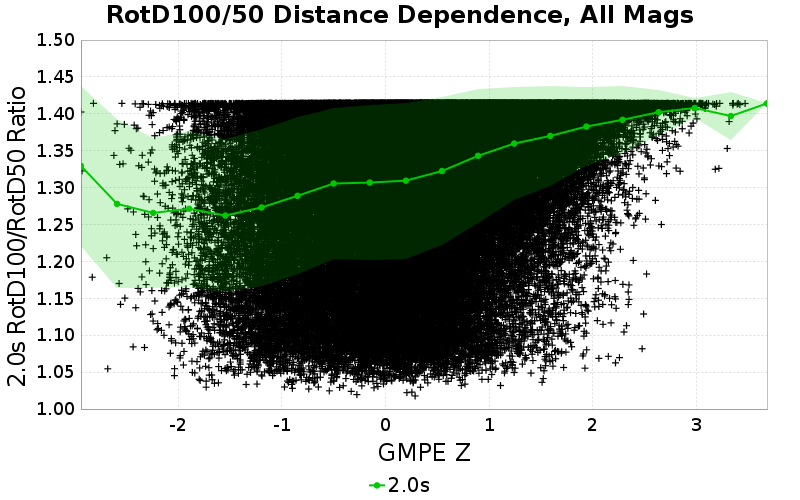 RotD100/50 Distance Dependence, All Mags
2.0s RotD100/RotD50 Ratio
1.50
1.45
1.40
1.35
1.30
1.25
1.20
1.15
1.10
1.05
1.00
-2 -1 0 1 2 3
GMPE Z
2.0s